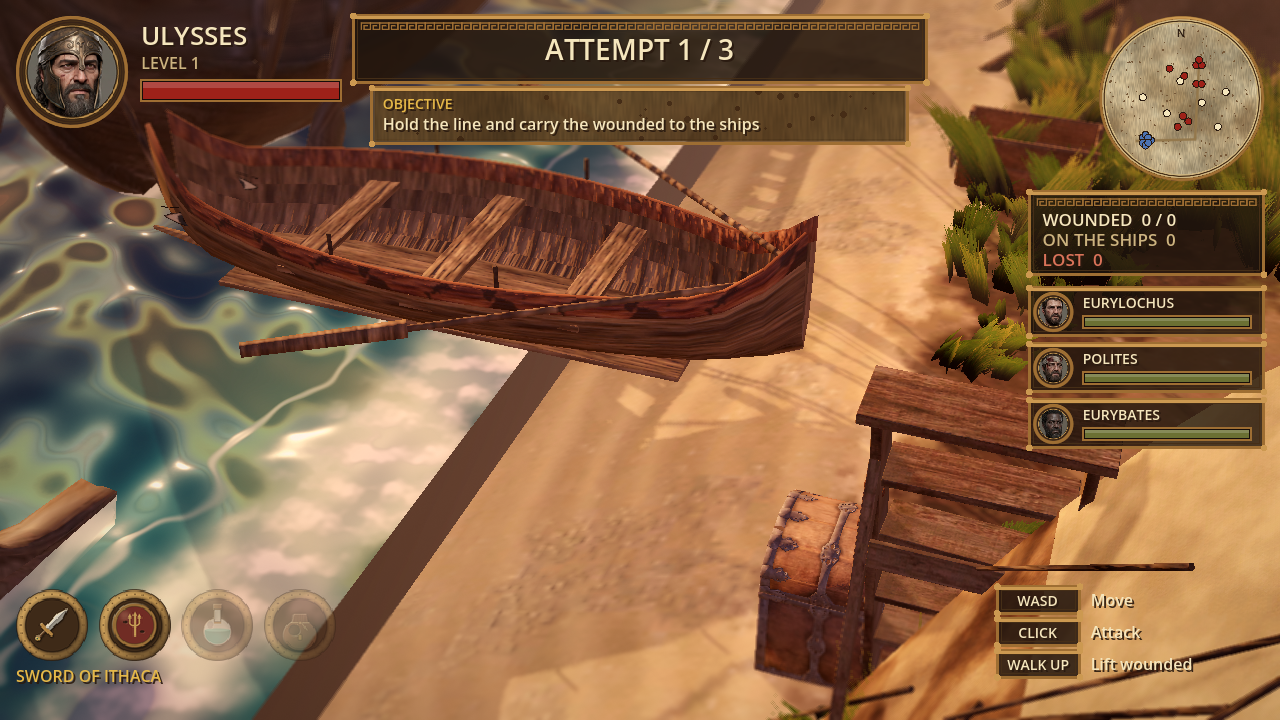 ULYSSES
LEVEL 1
ATTEMPT 1 / 3
OBJECTIVE
Hold the line and carry the wounded to the ships
N
WOUNDED 0 / 0
ON THE SHIPS 0
LOST 0
EURYLOCHUS
POLITES
EURYBATES
SWORD OF ITHACA
WASD Move
CLICK Attack
WALK UP Lift wounded